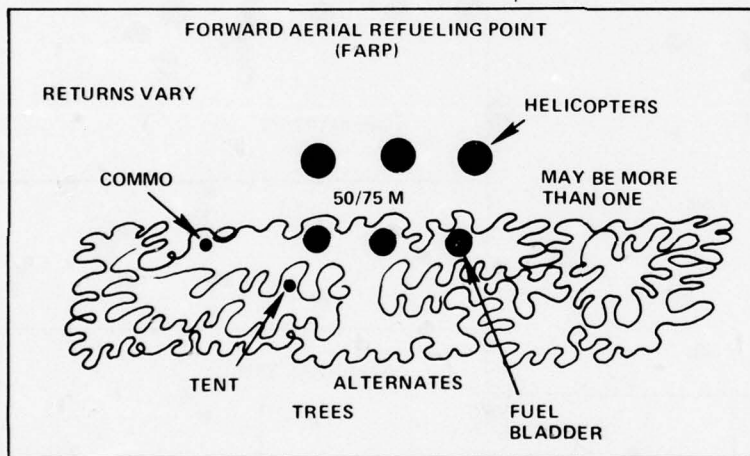 FORWARD AERIAL REFUELING POINT
(FARP)
RETURNS VARY
HELICOPTERS
COMMO
50/75 M
MAY BE MORE
THAN ONE
TENT
ALTERNATES
TREES
FUEL
BLADDER